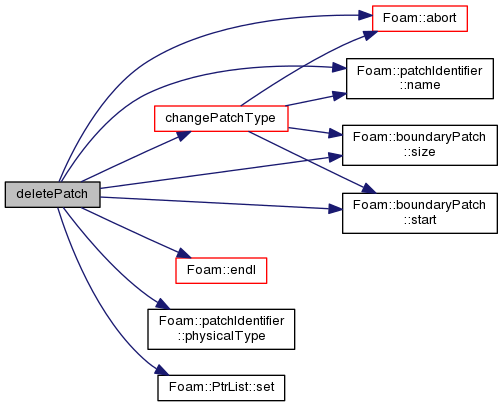 deletePatch
changePatchType
Foam::abort
Foam::patchIdentifier
::name
Foam::boundaryPatch
::size
Foam::boundaryPatch
::start
Foam::endl
Foam::patchIdentifier
::physicalType
Foam::PtrList::set